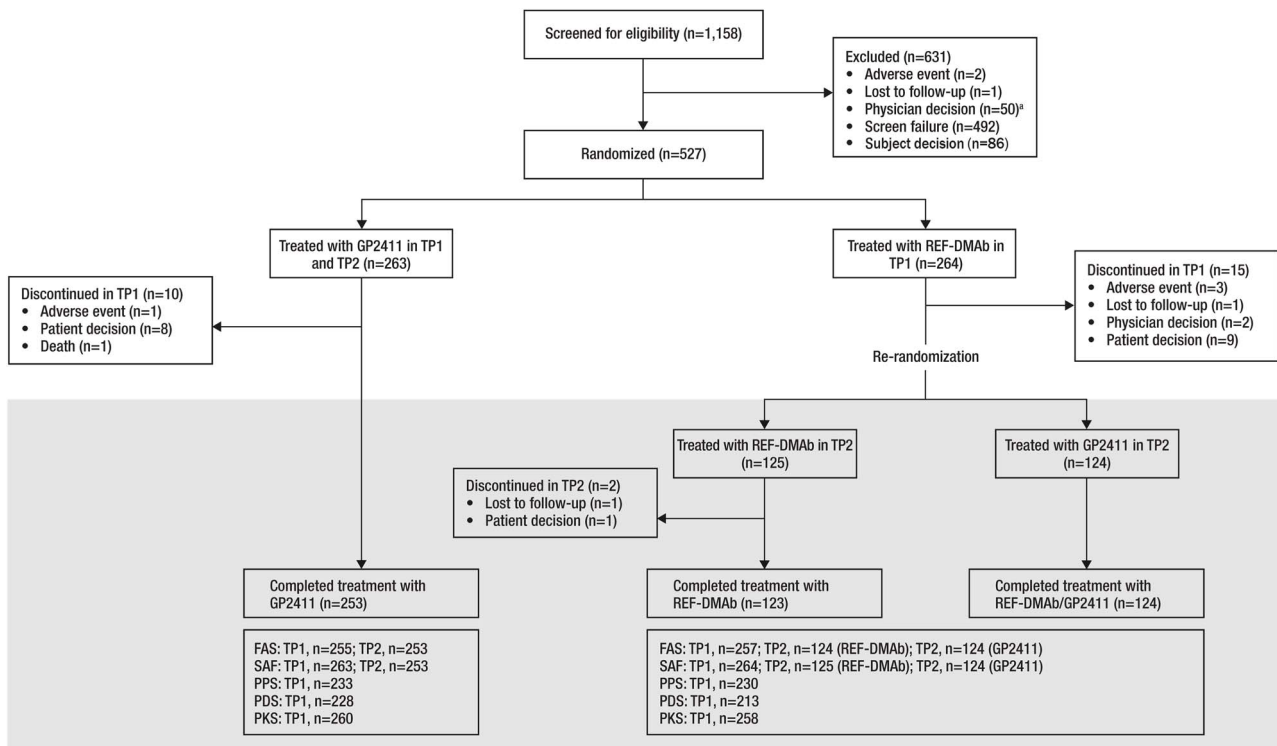 Screened for eligibility (n=1,158)
Excluded (n=631)
• Adverse event (n=2)
• Lost to follow-up (n=1)
• Physician decision (n=50)ª
• Screen failure (n=492)
• Subject decision (n=86)
Randomized (n=527)
Treated with GP2411 in TP1
and TP2 (n=263)
Treated with REF-DMAb in
TP1 (n=264)
Discontinued in TP1 (n=10)
• Adverse event (n=1)
• Patient decision (n=8)
• Death (n=1)
Discontinued in TP1 (n=15)
• Adverse event (n=3)
• Lost to follow-up (n=1)
• Physician decision (n=2)
• Patient decision (n=9)
Re-randomization
Treated with REF-DMAb in TP2
(n=125)
Treated with GP2411 in TP2
(n=124)
Discontinued in TP2 (n=2)
• Lost to follow-up (n=1)
• Patient decision (n=1)
Completed treatment with
GP2411 (n=253)
Completed treatment with
REF-DMAb (n=123)
Completed treatment with
REF-DMAb/GP2411 (n=124)
FAS: TP1, n=255; TP2, n=253
SAF: TP1, n=263; TP2, n=253
PPS: TP1, n=233
PDS: TP1, n=228
PKS: TP1, n=260
FAS: TP1, n=257; TP2, n=124 (REF-DMAb); TP2, n=124 (GP2411)
SAF: TP1, n=264; TP2, n=125 (REF-DMAb); TP2, n=124 (GP2411)
PPS: TP1, n=230
PDS: TP1, n=213
PKS: TP1, n=258